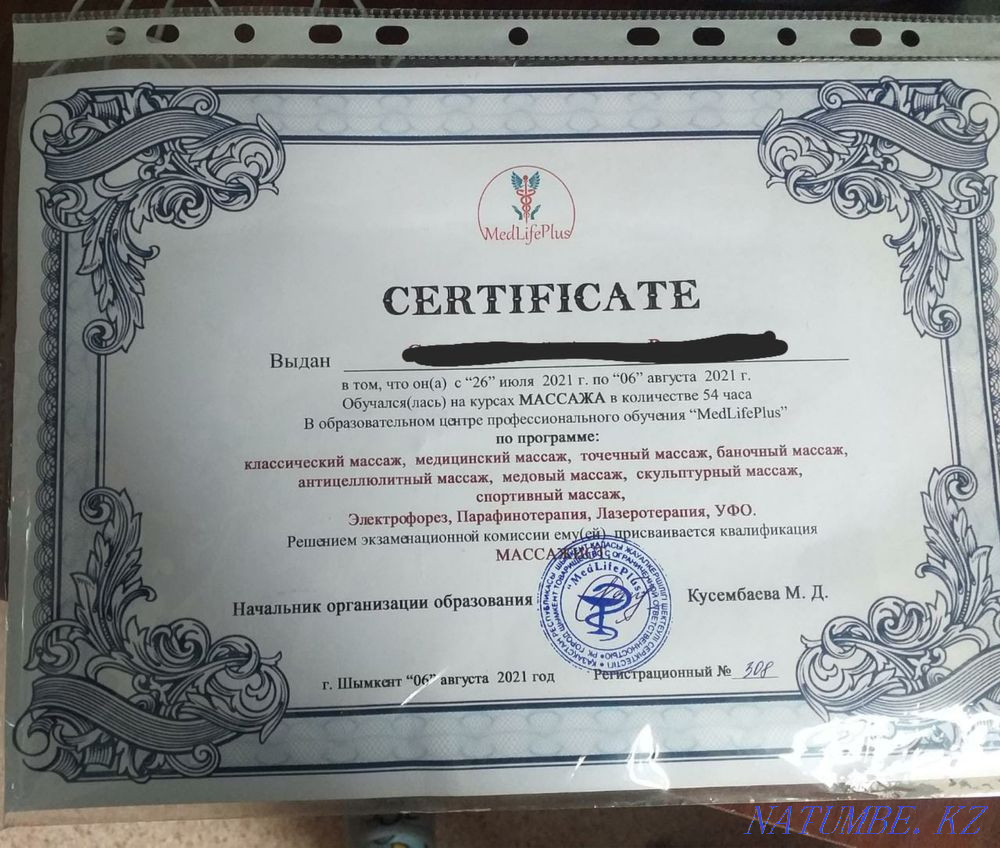 MedLifePlus
CERTIFICATE
Выдан
в том, что он(а) с “26” июля 2021 г. по “06” августа 2021 г.
Обучался(лась) на курсах МАССАЖА в количестве 54 часа
В образовательном центре профессионального обучения “MedLifePlus”
по программе:
классический массаж, медицинский массаж, точечный массаж, баночный массаж,
антицеллюлитный массаж, медовый массаж, скульптурный массаж,
спортивный массаж,
Электрофорез, Парафинотерапия, Лазеротерапия, УФО.
Решением экзаменационной комиссии ему(ей) присваивается квалификация
МАССАЖИСТ
Начальник организации образования
Кусембаева М. Д.
“MedLifePlus”
г. Шымкент “06” августа 2021 год
Регистрационный № 308
NATUMBE.KZ